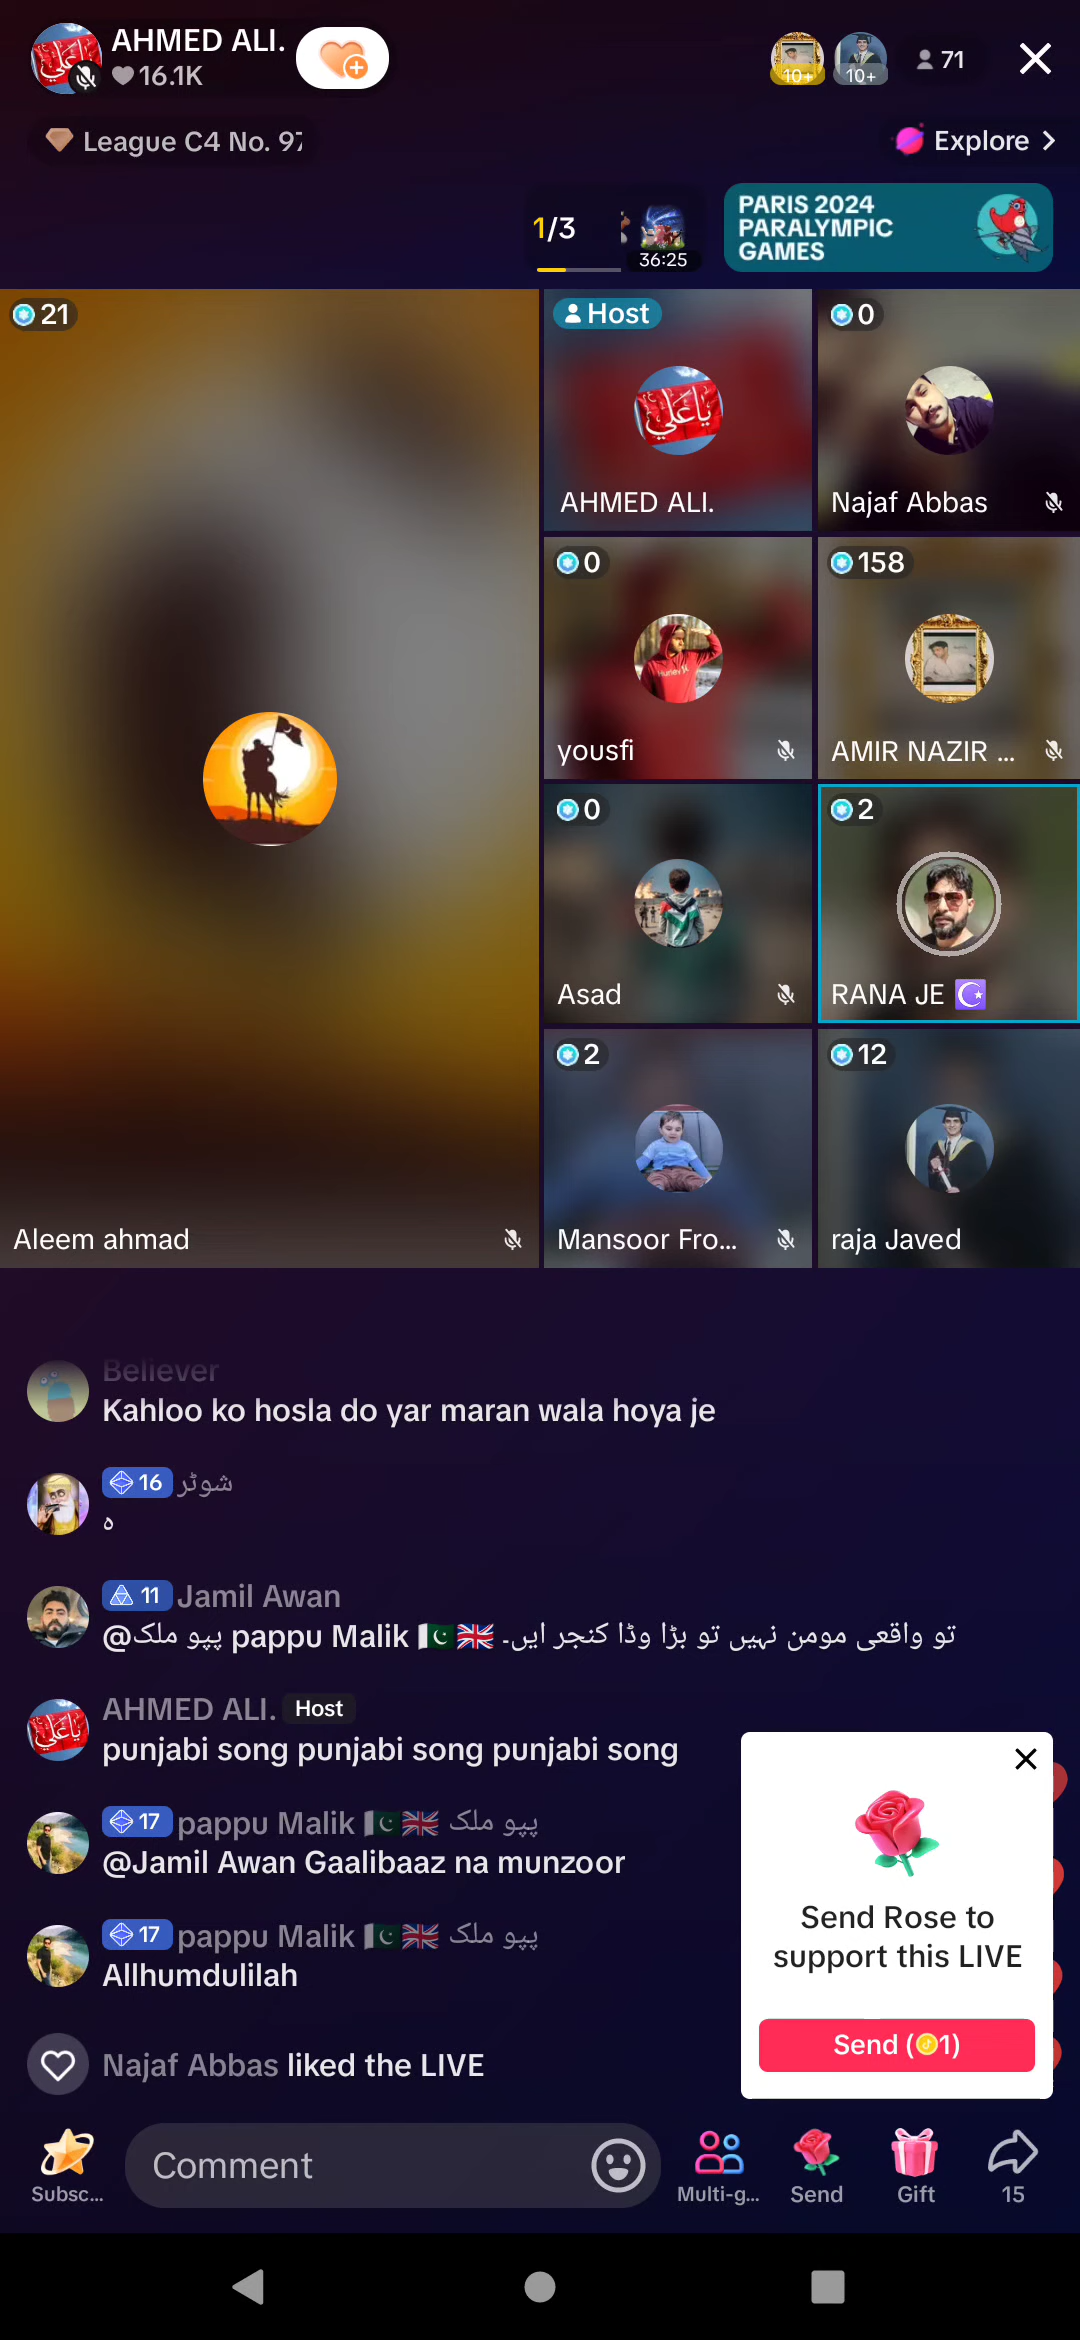 AHMED ALI.
16.1K
10+
10+
71
League C4 No. 97
Explore
1/3
36:25
PARIS 2024
PARALYMPIC
GAMES
21
Host
يا علي
AHMED ALI.
0
Najaf Abbas
0
yousfi
158
AMIR NAZIR ...
0
Asad
2
RANA JE
Aleem ahmad
2
Mansoor Fro...
12
raja Javed
Believer
Kahloo ko hosla do yar maran wala hoya je
16 شوٹر
ہ
11 Jamil Awan
@پپو ملک pappu Malik 🇵🇰🇬🇧 تو واقعی مومن نہیں تو بڑا وڈا کنجر ایں۔
AHMED ALI. Host
punjabi song punjabi song punjabi song
17 pappu Malik 🇵🇰🇬🇧 پپو ملک
@Jamil Awan Gaalibaaz na munzoor
17 pappu Malik 🇵🇰🇬🇧 پپو ملک
Allhumdulilah
Najaf Abbas liked the LIVE
Send Rose to
support this LIVE
Send (1)
Subsc...
Comment
Multi-g...
Send
Gift
15